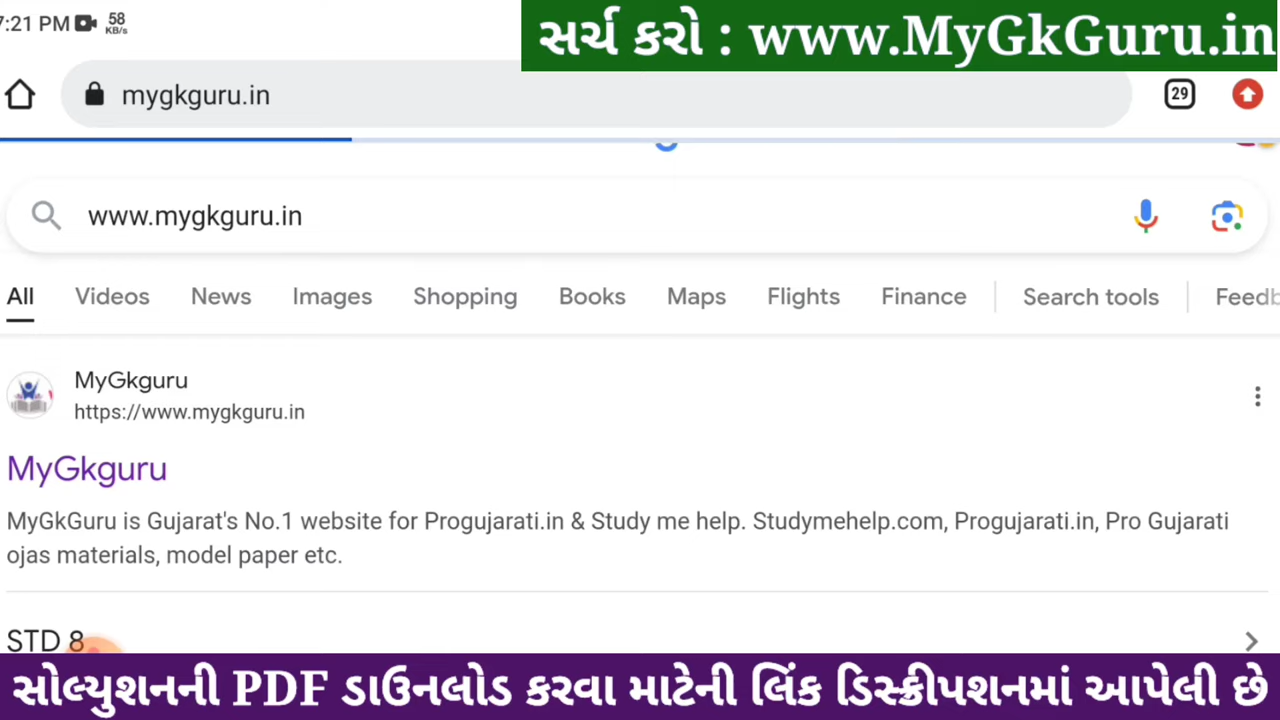 7:21 PM 58 KB/s
સર્ચ કરો : www.MyGkGuru.in
mygkguru.in
29
www.mygkguru.in
All Videos News Images Shopping Books Maps Flights Finance Search tools Feedb
MyGkguru
https://www.mygkguru.in
MyGkguru
MyGkGuru is Gujarat's No.1 website for Progujarati.in & Study me help. Studymehelp.com, Progujarati.in, Pro Gujarati
ojas materials, model paper etc.
STD 8
સોલ્યુશનની PDF ડાઉનલોડ કરવા માટેની લિંક ડિસ્ક્રીપશનમાં આપેલી છે